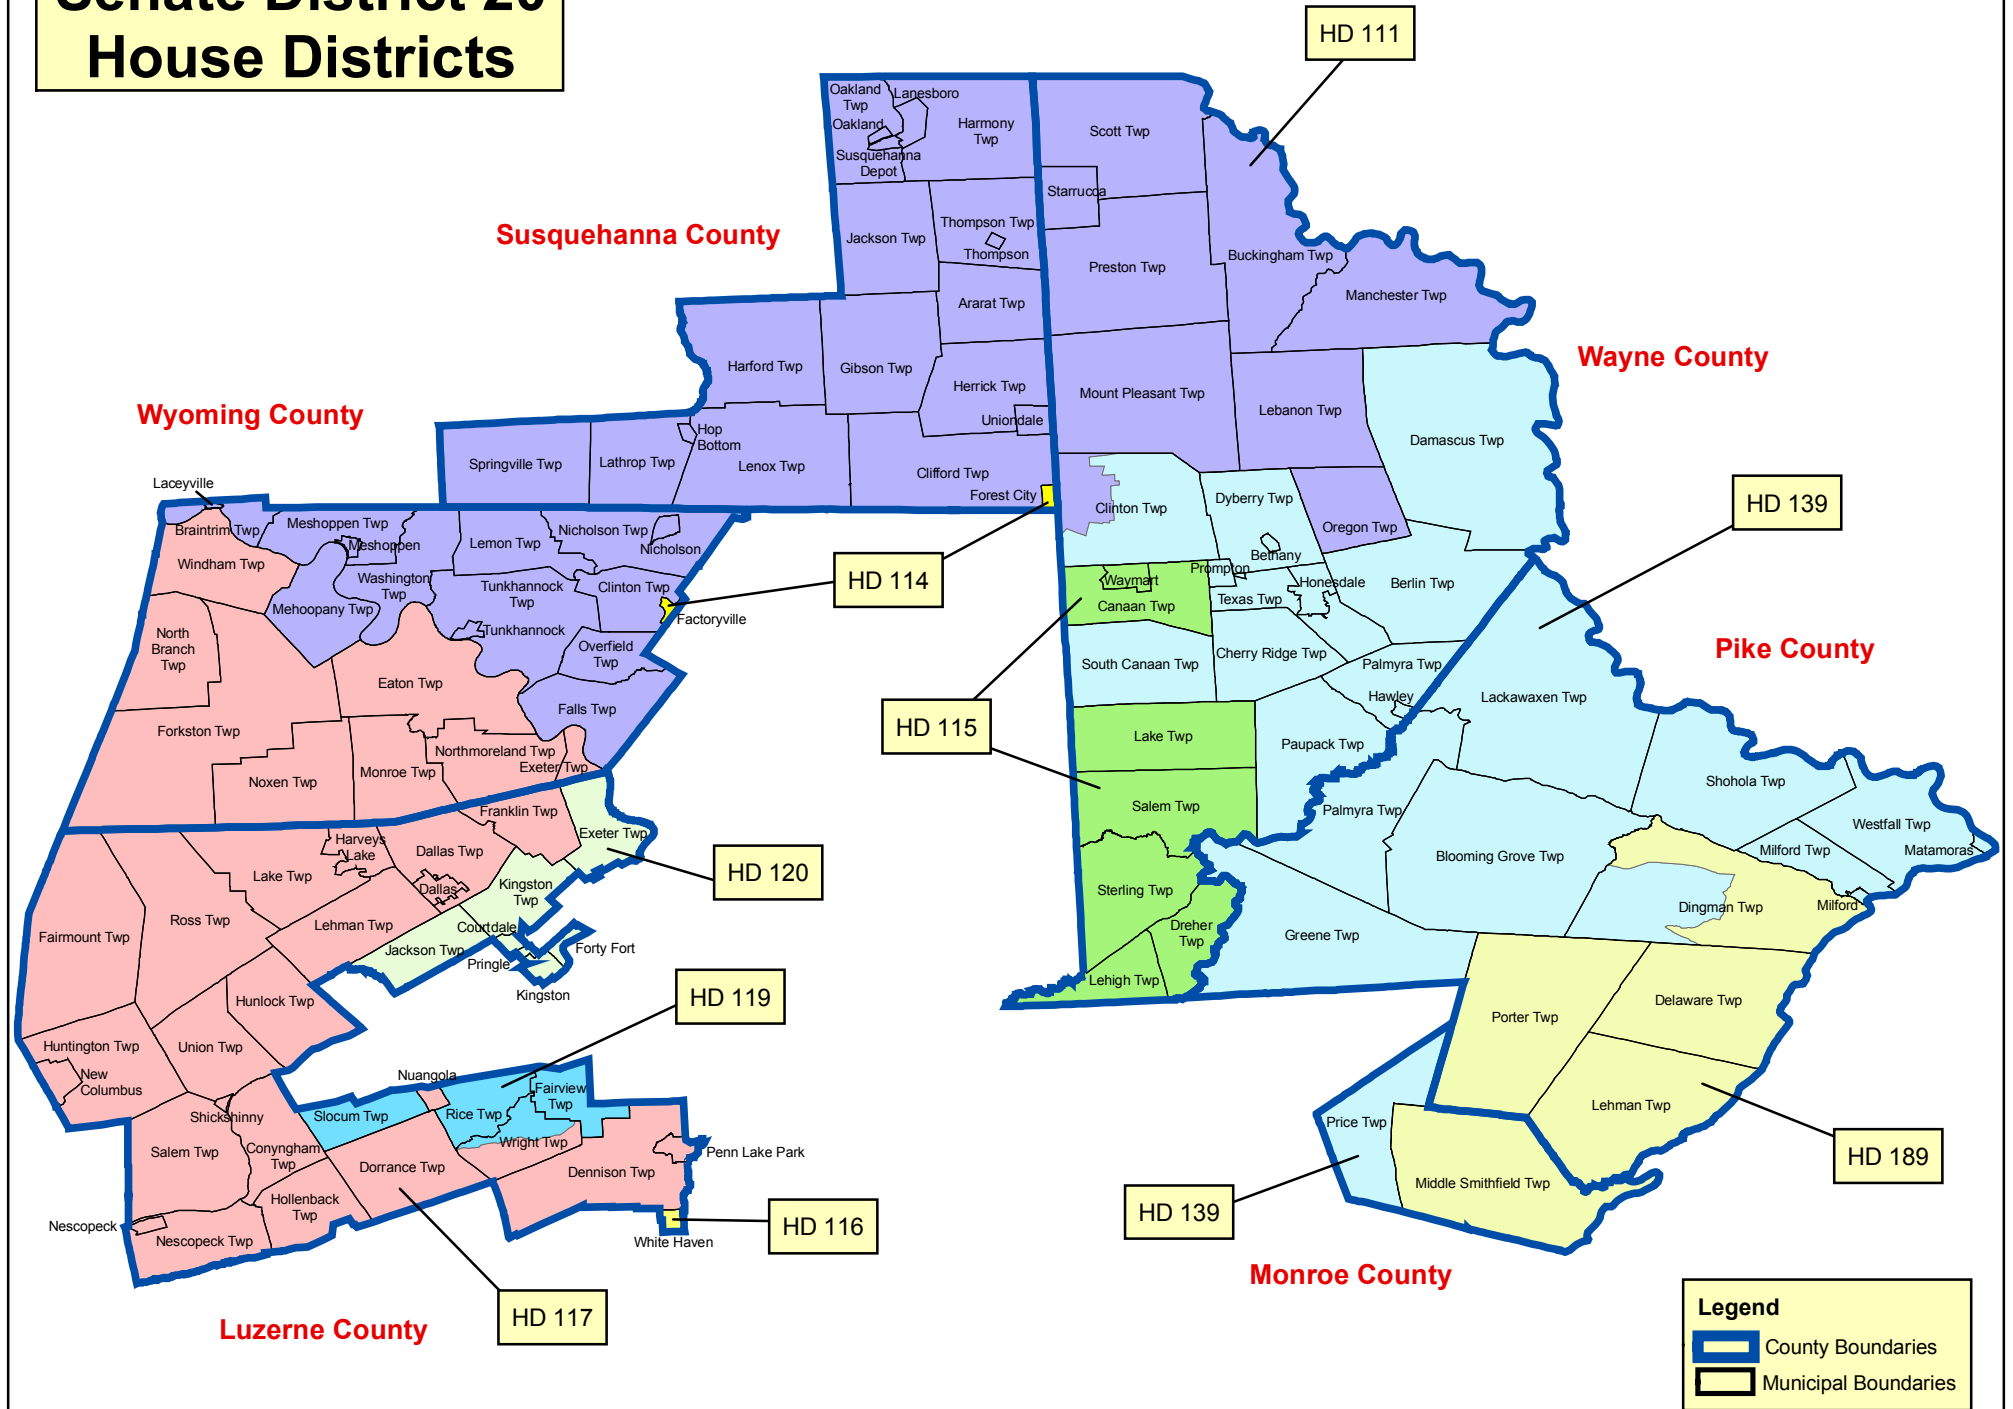 Senate District 20
House Districts
HD 111
Oakland
Twp
Lanesboro
Oakland
Harmony
Twp
Susquehanna
Depot
Scott Twp
Starrucca
Susquehanna County
Jackson Twp
Thompson Twp
Thompson
Preston Twp
Buckingham Twp
Manchester Twp
Ararat Twp
Wayne County
Harford Twp
Gibson Twp
Herrick Twp
Uniondale
Mount Pleasant Twp
Lebanon Twp
Damascus Twp
Wyoming County
Hop
Bottom
Springville Twp
Lathrop Twp
Lenox Twp
Clifford Twp
Forest City
Clinton Twp
Dyberry Twp
Oregon Twp
HD 139
Laceyville
Braintrim Twp
Meshoppen Twp
Meshoppen
Lemon Twp
Nicholson Twp
Nicholson
Windham Twp
Washington
Twp
Mehoopany Twp
Tunkhannock
Twp
Clinton Twp
Tunkhannock
Factoryville
HD 114
Overfield
Twp
Bethany
Prompton
Honesdale
Berlin Twp
Waymart
Canaan Twp
Texas Twp
North
Branch
Twp
Eaton Twp
Falls Twp
Forkston Twp
South Canaan Twp
Cherry Ridge Twp
Palmyra Twp
Hawley
Lackawaxen Twp
Pike County
HD 115
Lake Twp
Paupack Twp
Noxen Twp
Monroe Twp
Northmoreland Twp
Exeter Twp
Salem Twp
Palmyra Twp
Shohola Twp
Westfall Twp
Matamoras
Milford Twp
Franklin Twp
Exeter Twp
Harveys
Lake
Dallas Twp
Lake Twp
Dallas
Kingston
Twp
HD 120
Ross Twp
Lehman Twp
Courtdale
Jackson Twp
Fairmount Twp
Pringle
Forty Fort
Kingston
Sterling Twp
Dreher
Twp
Lehigh Twp
Greene Twp
Blooming Grove Twp
Dingman Twp
Milford
Hunlock Twp
HD 119
Huntington Twp
Union Twp
New
Columbus
Porter Twp
Delaware Twp
Nuangola
Fairview
Twp
Shickshinny
Slocum Twp
Rice Twp
Wright Twp
Salem Twp
Conyngham
Twp
Dorrance Twp
Dennison Twp
Penn Lake Park
Price Twp
Lehman Twp
HD 189
Middle Smithfield Twp
HD 139
Hollenback
Twp
Nescopeck
Nescopeck Twp
HD 116
White Haven
Monroe County
HD 117
Luzerne County
Legend
County Boundaries
Municipal Boundaries